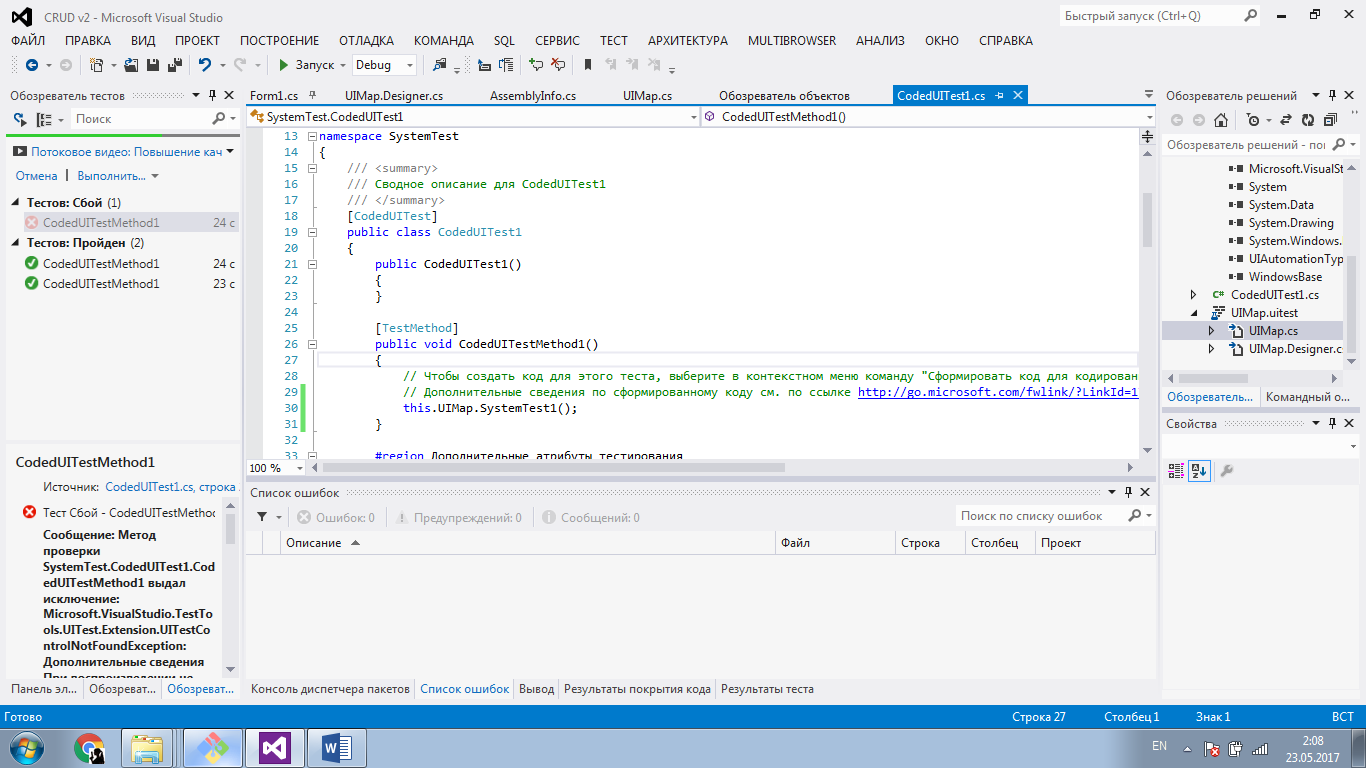 CRUD v2 - Microsoft Visual Studio
Быстрый запуск (Ctrl+Q)
ФАЙЛ ПРАВКА ВИД ПРОЕКТ ПОСТРОЕНИЕ ОТЛАДКА КОМАНДА SQL СЕРВИС ТЕСТ АРХИТЕКТУРА MULTIBROWSER АНАЛИЗ ОКНО СПРАВКА
Запуск Debug
Обозреватель тестов
Поиск
Потоковое видео: Повышение кач
Отмена Выполнить...
Тестов: Сбой (1)
CodedUITestMethod1 24 с
Тестов: Пройден (2)
CodedUITestMethod1 24 с
CodedUITestMethod1 23 с
CodedUITestMethod1
Источник: CodedUITest1.cs, строка
Тест Сбой - CodedUITestMethod
Сообщение: Метод
проверки
SystemTest.CodedUITest1.Cod
edUITestMethod1 выдал
исключение:
Microsoft.VisualStudio.TestTo
ols.UITest.Extension.UITestCo
ntrolNotFoundException:
Дополнительные сведения
При воспроизведении не
Панель эл... Обозреват... Обозреват...
Form1.cs UIMap.Designer.cs AssemblyInfo.cs UIMap.cs Обозреватель объектов CodedUITest1.cs
SystemTest.CodedUITest1 CodedUITestMethod1()
13 namespace SystemTest
14 {
15 /// <summary>
16 /// Сводное описание для CodedUITest1
17 /// </summary>
18 [CodedUITest]
19 public class CodedUITest1
20 {
21 public CodedUITest1()
22 {
23 }
24
25 [TestMethod]
26 public void CodedUITestMethod1()
27 {
28 // Чтобы создать код для этого теста, выберите в контекстном меню команду "Сформировать код для кодирован
29 // Дополнительные сведения по сформированному коду см. по ссылке http://go.microsoft.com/fwlink/?LinkId=1
30 this.UIMap.SystemTest1();
31 }
32
33 #region Дополнительные атрибуты тестирования
100 %
Список ошибок
Ошибок: 0 Предупреждений: 0 Сообщений: 0 Поиск по списку ошибок
Описание Файл Строка Столбец Проект
Консоль диспетчера пакетов Список ошибок Вывод Результаты покрытия кода Результаты теста
Обозреватель решений
Обозреватель решений - пои
Microsoft.VisualSt
System
System.Data
System.Drawing
System.Windows.
UIAutomationTyp
WindowsBase
CodedUITest1.cs
UIMap.uitest
UIMap.cs
UIMap.Designer.c
Обозреватель... Командный о...
Свойства
Готово Строка 27 Столбец 1 Знак 1 ВСТ
EN 2:08
23.05.2017